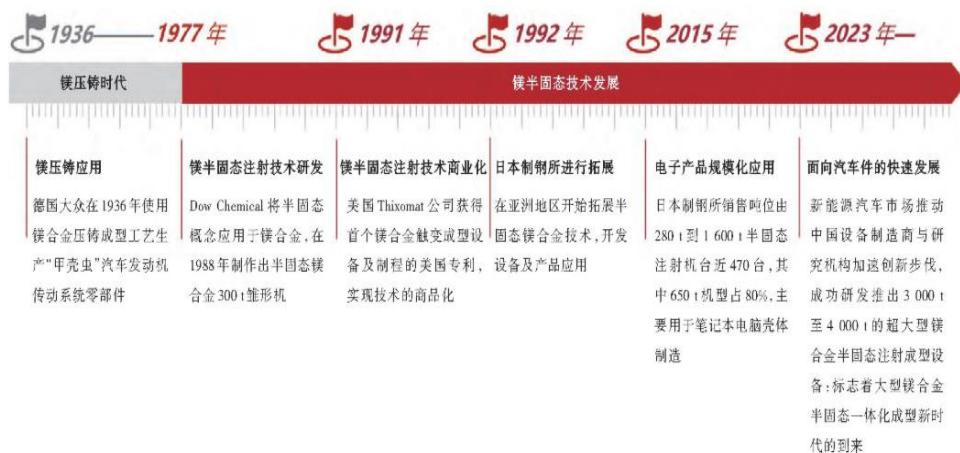 1936——1977年
1991年
1992年
2015年
2023年—
镁压铸时代
镁半固态技术发展
镁压铸应用
德国大众在1936年使用
镁合金压铸成型工艺生
产“甲壳虫”汽车发动机
传动系统零部件
镁半固态注射技术研发
Dow Chemical 将半固态
概念应用于镁合金,在
1988年制作出半固态镁
合金300 t雏形机
镁半固态注射技术商业化
美国Thixomat公司获得
首个镁合金触变成型设
备及制程的美国专利,
实现技术的商品化
日本制钢所进行拓展
在亚洲地区开始拓展半
固态镁合金技术,开发
设备及产品应用
电子产品规模化应用
日本制钢所销售吨位由
280 t到1 600 t半固态
注射机台近470台,其
中650 t机型占80%,主
要用于笔记本电脑壳体
制造
面向汽车件的快速发展
新能源汽车市场推动
中国设备制造商与研
究机构加速创新步伐,
成功研发推出3 000 t
至4 000 t的超大型镁
合金半固态注射成型设
备:标志着大型镁合金
半固态一体化成型新时
代的到来